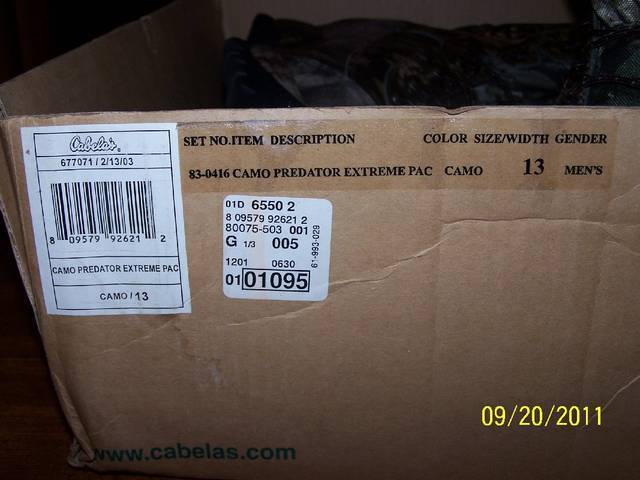 Cabela's
677071 / 2/13/03
8 09579 92621 2
CAMO PREDATOR EXTREME PAC
CAMO / 13
SET NO.ITEM DESCRIPTION COLOR SIZE/WIDTH GENDER
83-0416 CAMO PREDATOR EXTREME PAC CAMO 13 MEN'S
01D 6550 2
8 09579 92621 2
80075-503 001
G 1/3 005
1201 0630
01 01095
61-993-029
09/20/2011
www.cabelas.com